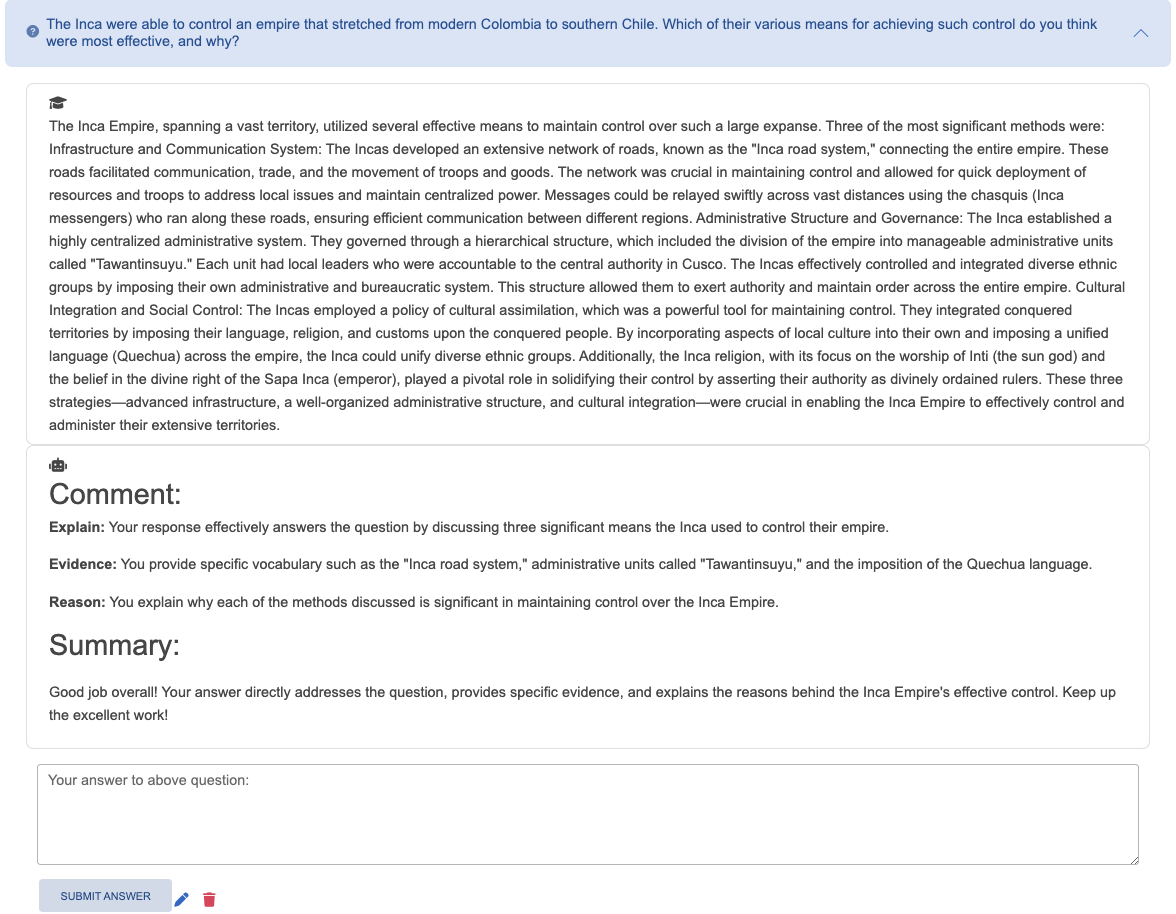 The Inca were able to control an empire that stretched from modern Colombia to southern Chile. Which of their various means for achieving such control do you think
were most effective, and why?
The Inca Empire, spanning a vast territory, utilized several effective means to maintain control over such a large expanse. Three of the most significant methods were:
Infrastructure and Communication System: The Incas developed an extensive network of roads, known as the "Inca road system," connecting the entire empire. These
roads facilitated communication, trade, and the movement of troops and goods. The network was crucial in maintaining control and allowed for quick deployment of
resources and troops to address local issues and maintain centralized power. Messages could be relayed swiftly across vast distances using the chasquis (Inca
messengers) who ran along these roads, ensuring efficient communication between different regions. Administrative Structure and Governance: The Inca established a
highly centralized administrative system. They governed through a hierarchical structure, which included the division of the empire into manageable administrative units
called "Tawantinsuyu." Each unit had local leaders who were accountable to the central authority in Cusco. The Incas effectively controlled and integrated diverse ethnic
groups by imposing their own administrative and bureaucratic system. This structure allowed them to exert authority and maintain order across the entire empire. Cultural
Integration and Social Control: The Incas employed a policy of cultural assimilation, which was a powerful tool for maintaining control. They integrated conquered
territories by imposing their language, religion, and customs upon the conquered people. By incorporating aspects of local culture into their own and imposing a unified
language (Quechua) across the empire, the Inca could unify diverse ethnic groups. Additionally, the Inca religion, with its focus on the worship of Inti (the sun god) and
the belief in the divine right of the Sapa Inca (emperor), played a pivotal role in solidifying their control by asserting their authority as divinely ordained rulers. These three
strategies—advanced infrastructure, a well-organized administrative structure, and cultural integration—were crucial in enabling the Inca Empire to effectively control and
administer their extensive territories.
Comment:
Explain: Your response effectively answers the question by discussing three significant means the Inca used to control their empire.
Evidence: You provide specific vocabulary such as the "Inca road system," administrative units called "Tawantinsuyu," and the imposition of the Quechua language.
Reason: You explain why each of the methods discussed is significant in maintaining control over the Inca Empire.
Summary:
Good job overall! Your answer directly addresses the question, provides specific evidence, and explains the reasons behind the Inca Empire's effective control. Keep up
the excellent work!
Your answer to above question:
SUBMIT ANSWER